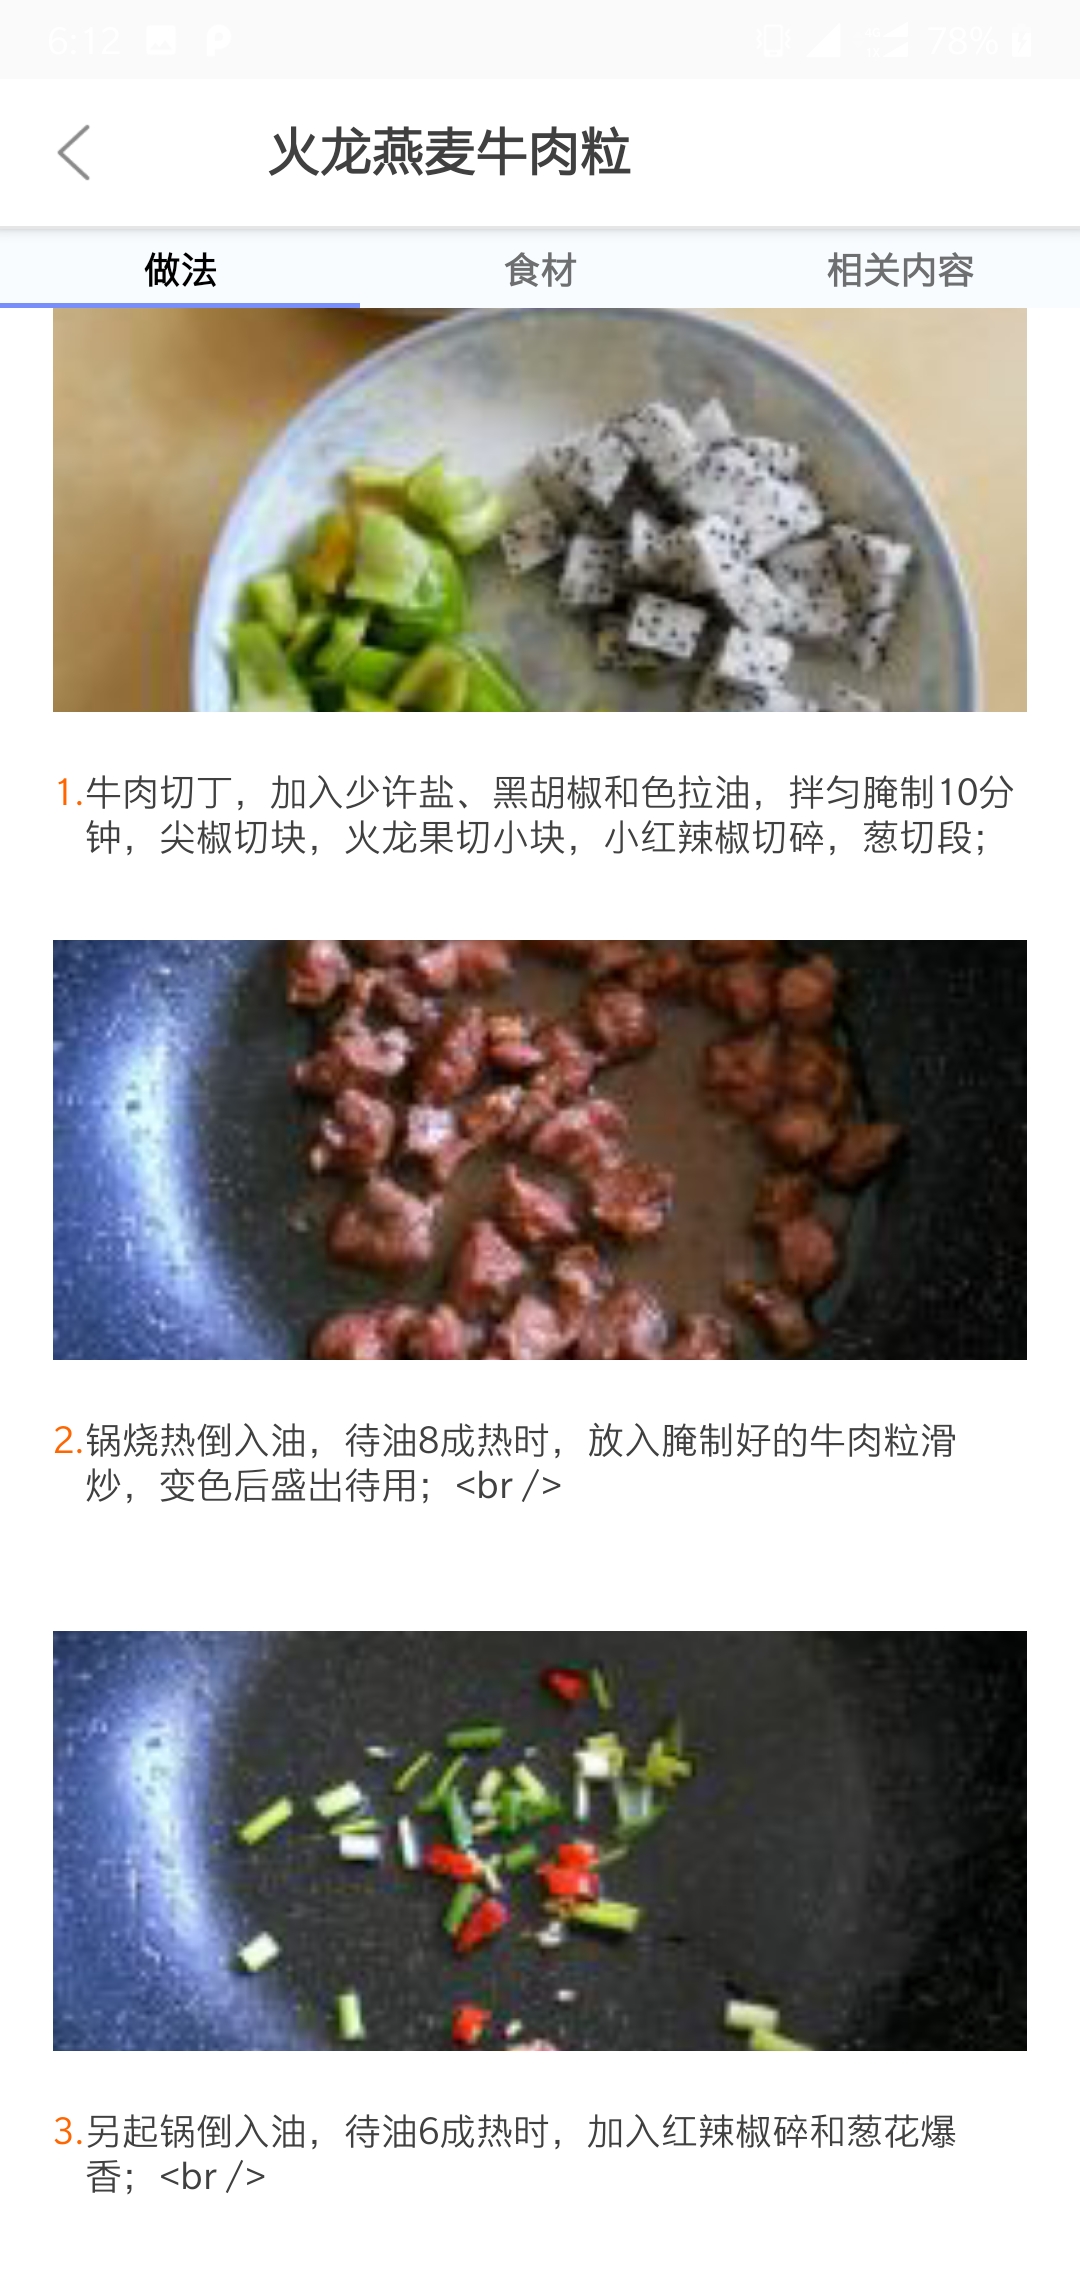 6:12
78%
火龙燕麦牛肉粒
做法
食材
相关内容
1.牛肉切丁，加入少许盐、黑胡椒和色拉油，拌匀腌制10分
钟，尖椒切块，火龙果切小块，小红辣椒切碎，葱切段；
2.锅烧热倒入油，待油8成热时，放入腌制好的牛肉粒滑
炒，变色后盛出待用；<br />
3.另起锅倒入油，待油6成热时，加入红辣椒碎和葱花爆
香；<br />